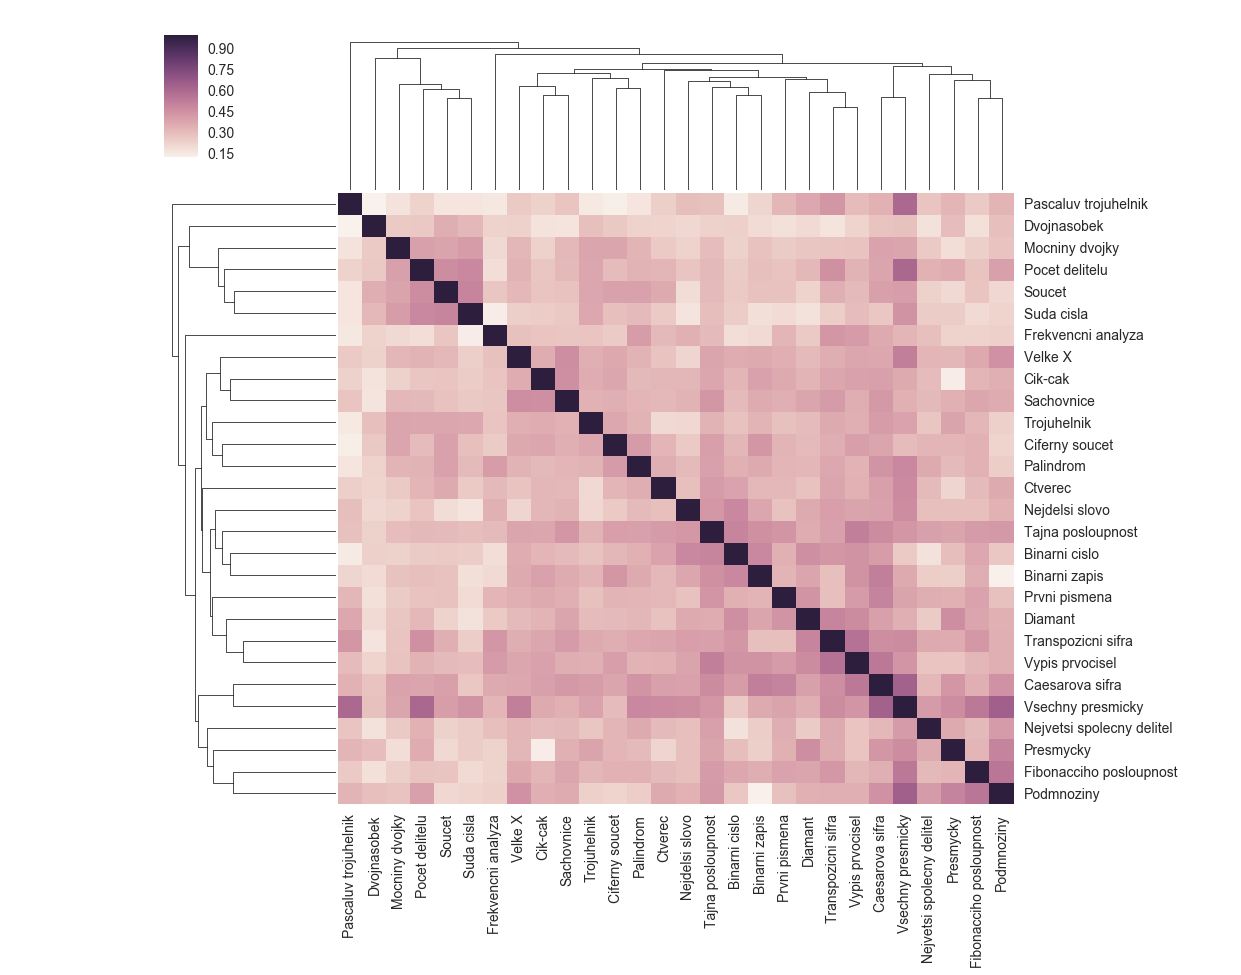 0.90
0.75
0.60
0.45
0.30
0.15
Pascaluv trojuhelnik
Dvojnasobek
Mocniny dvojky
Pocet delitelu
Soucet
Suda cisla
Frekvencni analyza
Velke X
Cik-cak
Sachovnice
Trojuhelnik
Ciferny soucet
Palindrom
Ctverec
Nejdelsi slovo
Tajna posloupnost
Binarni cislo
Binarni zapis
Prvni pismena
Diamant
Transpozicni sifra
Vypis prvocisel
Caesarova sifra
Vsechny presmicky
Nejvetsi spolecny delitel
Presmycky
Fibonacciho posloupnost
Podmnoziny
Pascaluv trojuhelnik
Dvojnasobek
Mocniny dvojky
Pocet delitelu
Soucet
Suda cisla
Frekvencni analyza
Velke X
Cik-cak
Sachovnice
Trojuhelnik
Ciferny soucet
Palindrom
Ctverec
Nejdelsi slovo
Tajna posloupnost
Binarni cislo
Binarni zapis
Prvni pismena
Diamant
Transpozicni sifra
Vypis prvocisel
Caesarova sifra
Vsechny presmicky
Nejvetsi spolecny delitel
Presmycky
Fibonacciho posloupnost
Podmnoziny